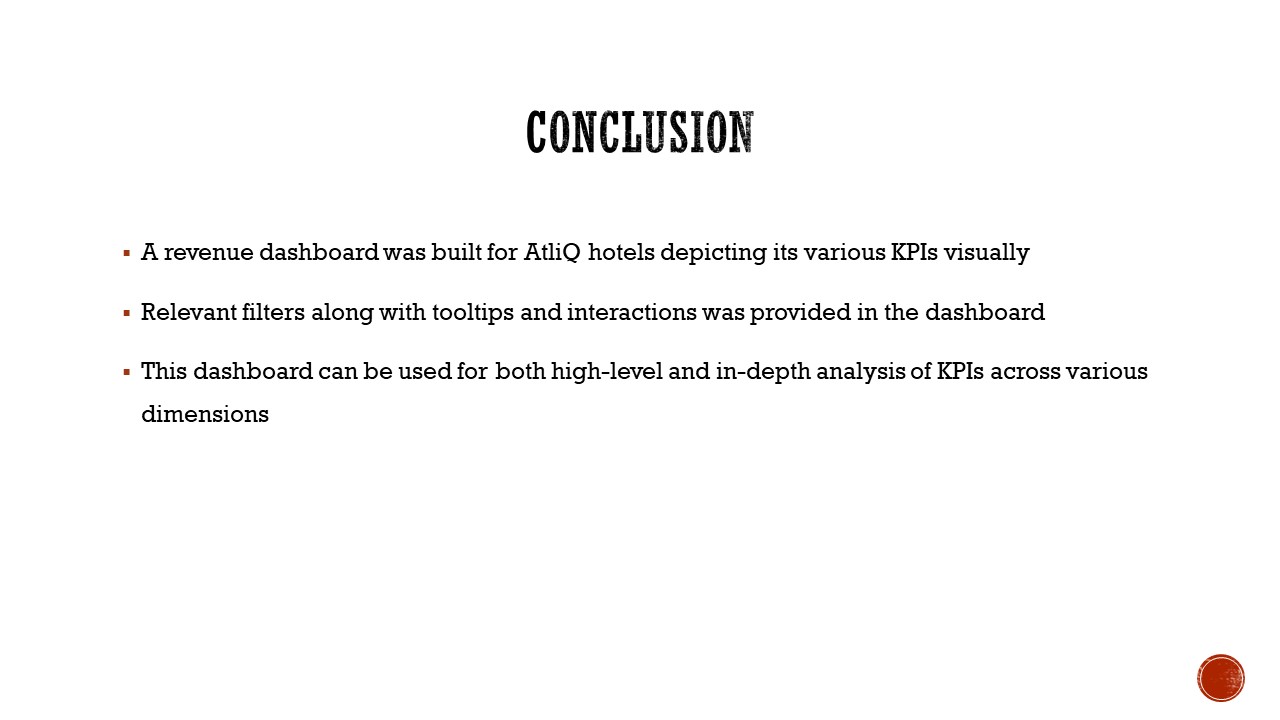 CONCLUSION
▪ A revenue dashboard was built for AtliQ hotels depicting its various KPIs visually
▪ Relevant filters along with tooltips and interactions was provided in the dashboard
▪ This dashboard can be used for both high-level and in-depth analysis of KPIs across various
dimensions